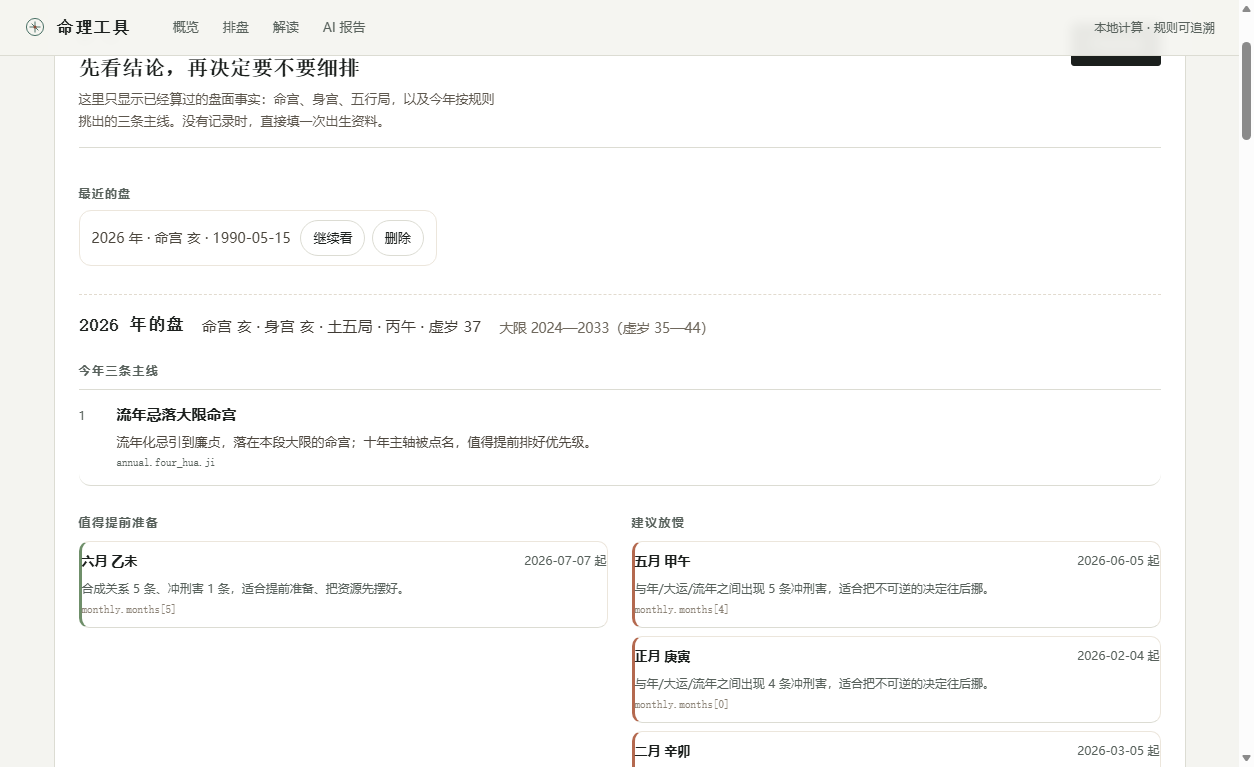 命理工具
概览 排盘 解读 AI 报告
本地计算 · 规则可追溯
先看结论，再决定要不要细排
这里只显示已经算过的盘面事实：命宫、身宫、五行局，以及今年按规则
挑出的三条主线。没有记录时，直接填一次出生资料。
最近的盘
2026 年 · 命宫 亥 · 1990-05-15 继续看 删除
2026 年的盘 命宫 亥 · 身宫 亥 · 土五局 · 丙午 · 虚岁 37 大限 2024—2033（虚岁 35—44）
今年三条主线
1 流年忌落大限命宫
流年化忌引到廉贞，落在本段大限的命宫；十年主轴被点名，值得提前排好优先级。
annual.four_hua.ji
值得提前准备
六月 乙未 2026-07-07 起
合成关系 5 条、冲刑害 1 条，适合提前准备、把资源先摆好。
monthly.months[5]
建议放慢
五月 甲午 2026-06-05 起
与年/大运/流年之间出现 5 条冲刑害，适合把不可逆的决定往后挪。
monthly.months[4]
正月 庚寅 2026-02-04 起
与年/大运/流年之间出现 4 条冲刑害，适合把不可逆的决定往后挪。
monthly.months[0]
二月 辛卯 2026-03-05 起